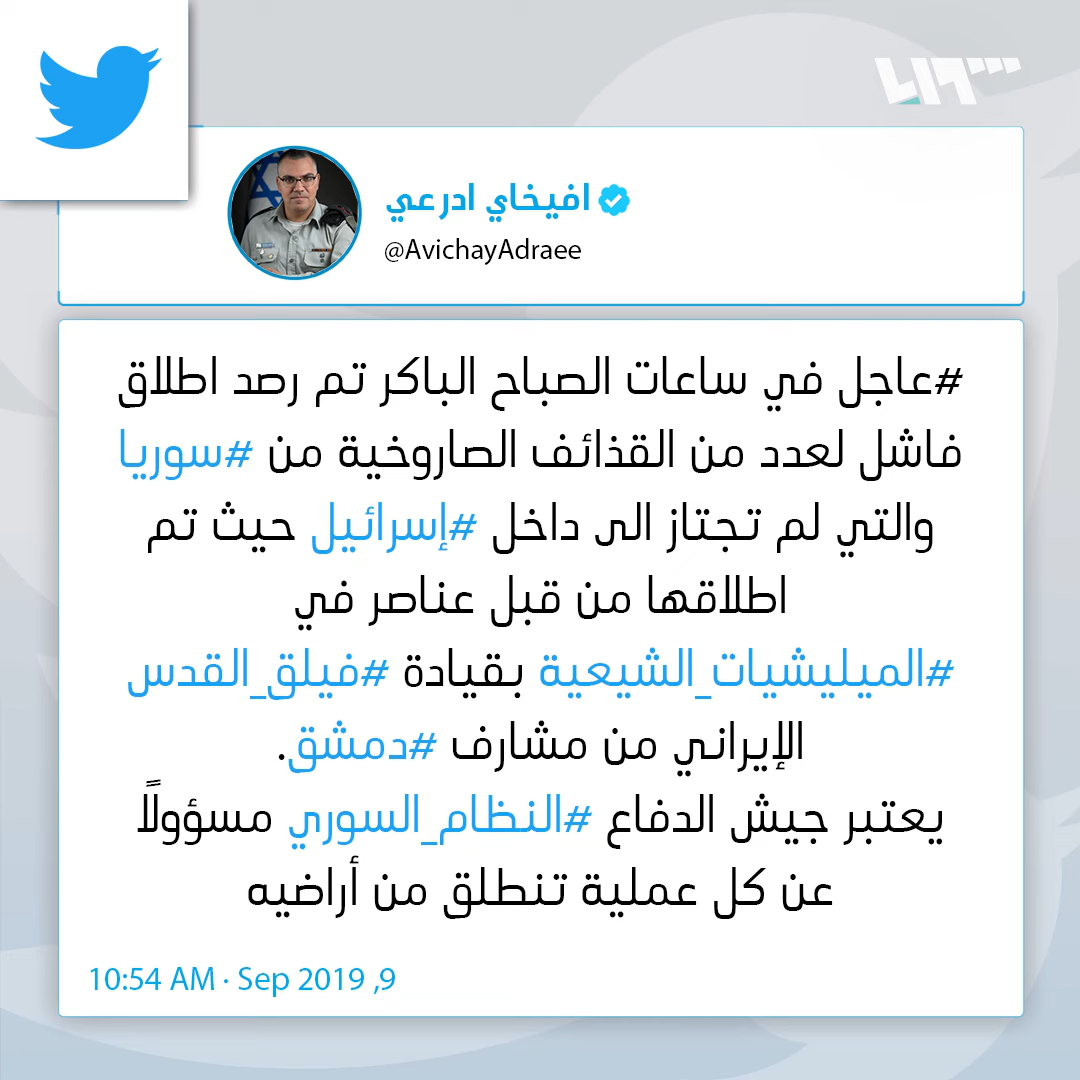 افيخاي ادرعي
@AvichayAdraee
#عاجل في ساعات الصباح الباكر تم رصد اطلاق
فاشل لعدد من القذائف الصاروخية من #سوريا
والتي لم تجتاز الى داخل #إسرائيل حيث تم
اطلاقها من قبل عناصر في
#الميليشيات_الشيعية بقيادة #فيلق_القدس
الإيراني من مشارف #دمشق.
يعتبر جيش الدفاع #النظام_السوري مسؤولاً
عن كل عملية تنطلق من أراضيه
10:54 AM · Sep 2019 ,9